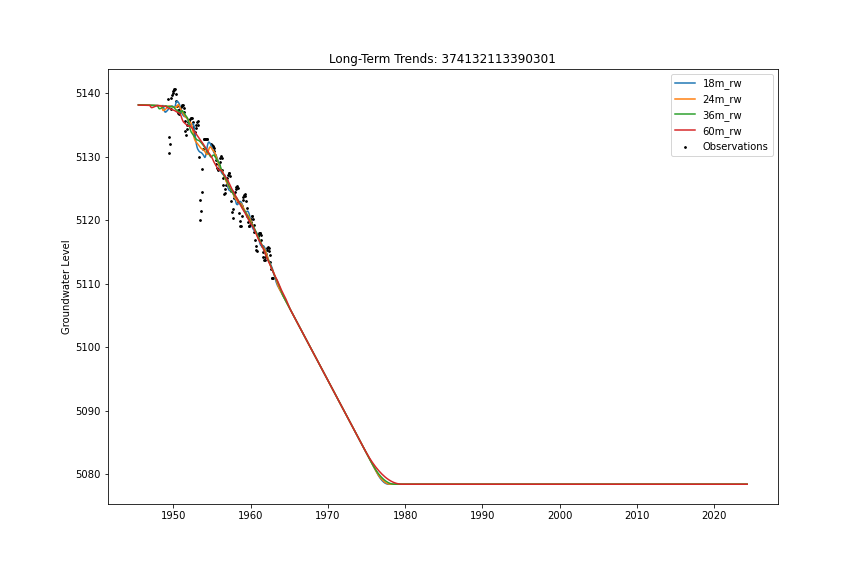 Long-Term Trends: 374132113390301
18m_rw
24m_rw
36m_rw
60m_rw
Observations
Groundwater Level
5140
5130
5120
5110
5100
5090
5080
1950 1960 1970 1980 1990 2000 2010 2020